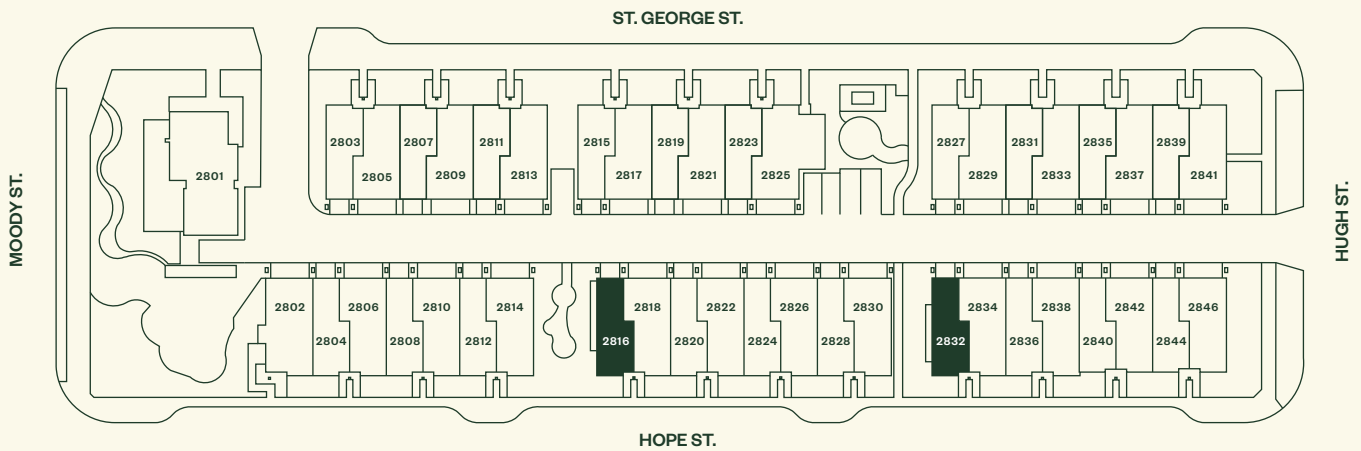 ST. GEORGE ST.
MOODY ST.
HUGH ST.
2801
2803 2807 2811 2815 2819 2823 2827 2831 2835 2839
2805 2809 2813 2817 2821 2825 2829 2833 2837 2841
2802 2806 2810 2814 2818 2822 2826 2830 2834 2838 2842 2846
2804 2808 2812 2816 2820 2824 2828 2832 2836 2840 2844
HOPE ST.